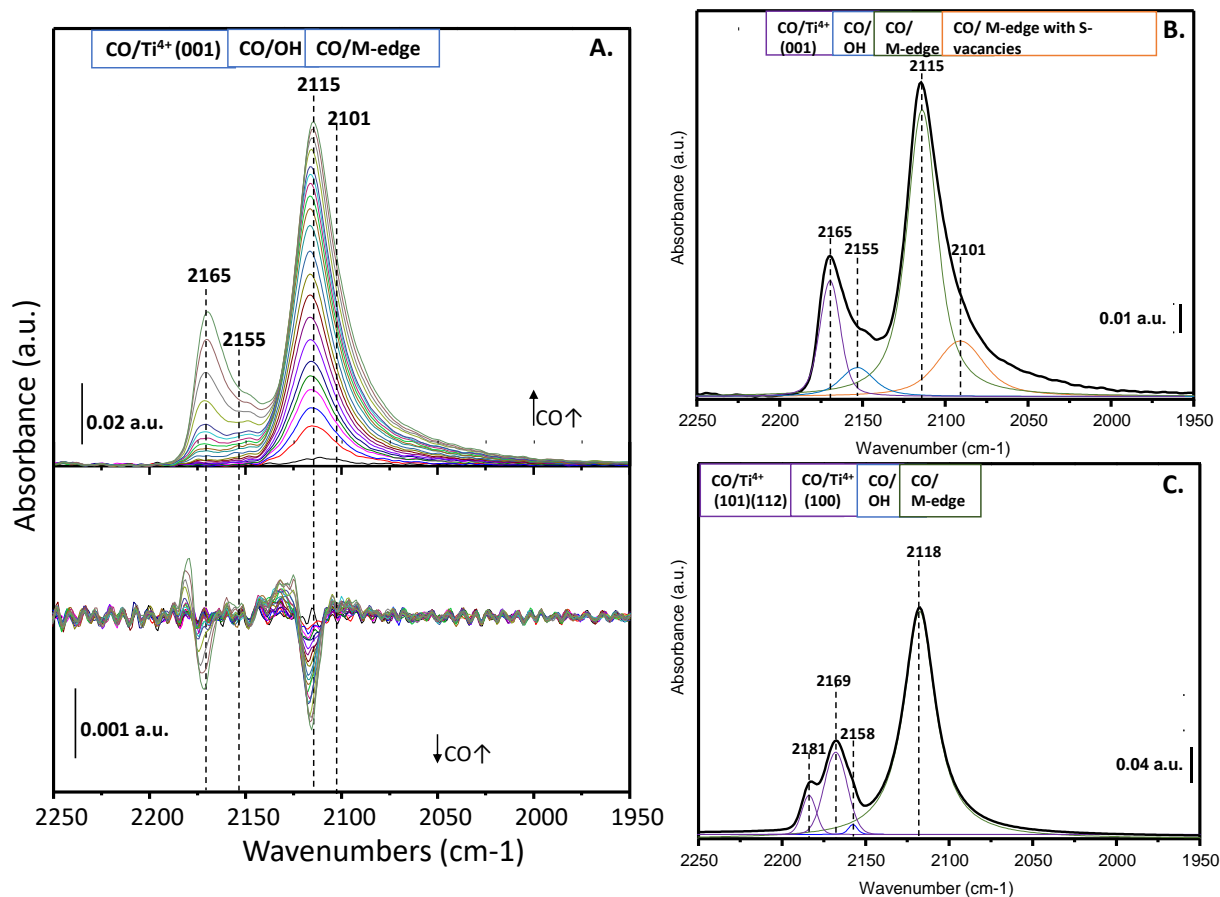 CO/Ti⁴⁺ (001) CO/OH CO/M-edge A.
2115
2101
2165
2155
0.02 a.u.
CO↑
0.001 a.u.
CO↑
Absorbance (a.u.)
2250 2200 2150 2100 2050 2000 1950
Wavenumbers (cm-1)
CO/Ti⁴⁺ CO/ CO/ CO/ M-edge with S- B.
(001) OH M-edge vacancies
2115
2165
2155
2101
0.01 a.u.
Absorbance (a.u.)
2250 2200 2150 2100 2050 2000 1950
Wavenumber (cm-1)
CO/Ti⁴⁺ CO/Ti⁴⁺ CO/ CO/ C.
(101)(112) (100) OH M-edge
2118
2169
2181
2158
0.04 a.u.
Absorbance (a.u.)
2250 2200 2150 2100 2050 2000 1950
Wavenumber (cm-1)